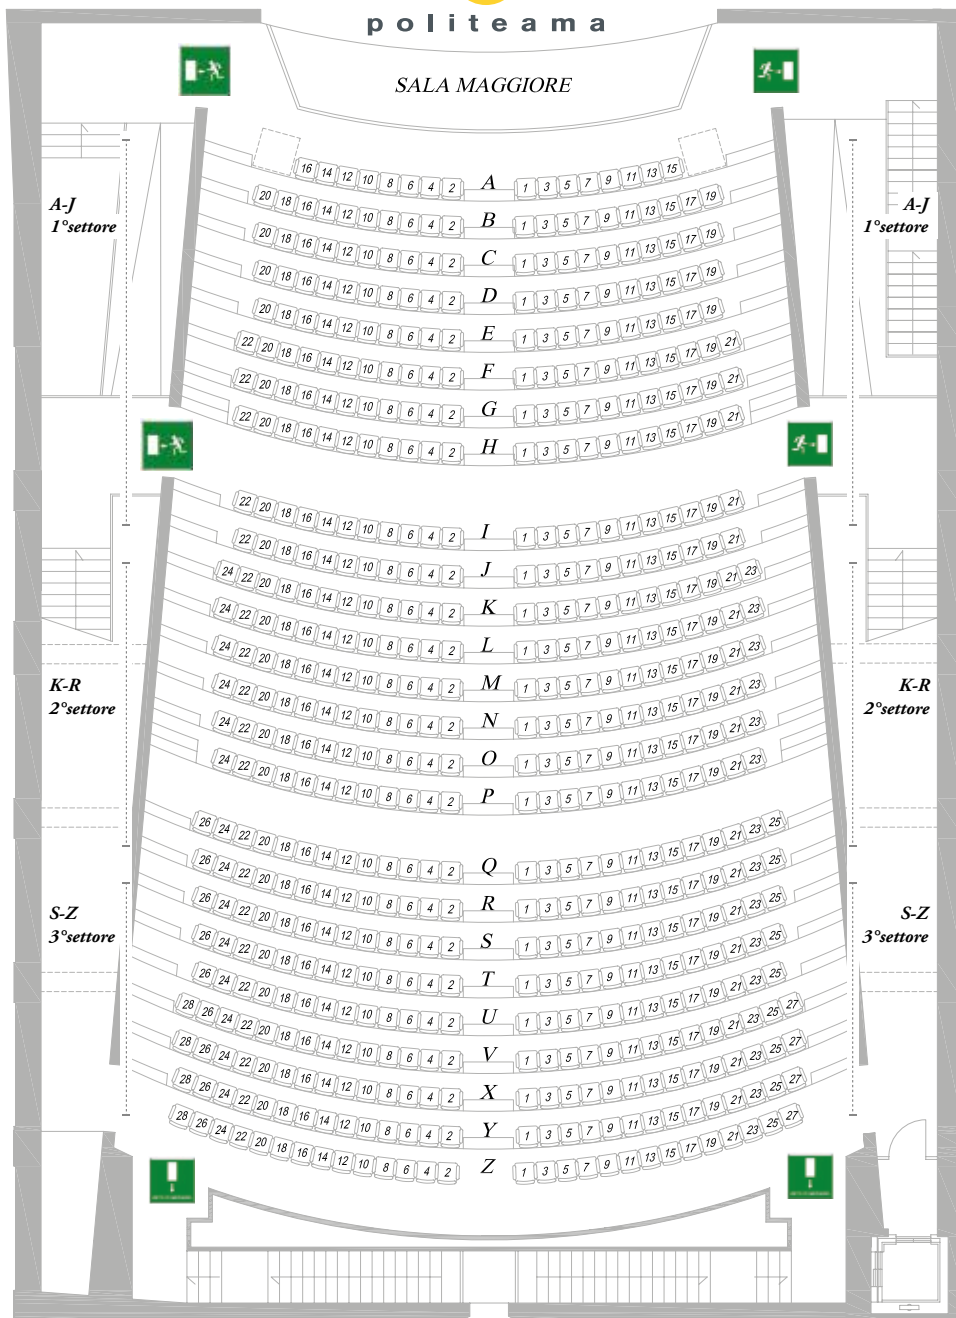 politeama
SALA MAGGIORE
16 14 12 10 8 6 4 2 A 1 3 5 7 9 11 13 15
20 18 16 14 12 10 8 6 4 2 B 1 3 5 7 9 11 13 15 17 19
A-J
1°settore
A-J
1°settore
20 18 16 14 12 10 8 6 4 2 C 1 3 5 7 9 11 13 15 17 19
20 18 16 14 12 10 8 6 4 2 D 1 3 5 7 9 11 13 15 17 19
20 18 16 14 12 10 8 6 4 2 E 1 3 5 7 9 11 13 15 17 19
22 20 18 16 14 12 10 8 6 4 2 F 1 3 5 7 9 11 13 15 17 19 21
22 20 18 16 14 12 10 8 6 4 2 G 1 3 5 7 9 11 13 15 17 19 21
22 20 18 16 14 12 10 8 6 4 2 H 1 3 5 7 9 11 13 15 17 19 21
22 20 18 16 14 12 10 8 6 4 2 I 1 3 5 7 9 11 13 15 17 19 21
22 20 18 16 14 12 10 8 6 4 2 J 1 3 5 7 9 11 13 15 17 19 21
24 22 20 18 16 14 12 10 8 6 4 2 K 1 3 5 7 9 11 13 15 17 19 21 23
24 22 20 18 16 14 12 10 8 6 4 2 L 1 3 5 7 9 11 13 15 17 19 21 23
24 22 20 18 16 14 12 10 8 6 4 2 M 1 3 5 7 9 11 13 15 17 19 21 23
K-R
2°settore
K-R
2°settore
24 22 20 18 16 14 12 10 8 6 4 2 N 1 3 5 7 9 11 13 15 17 19 21 23
24 22 20 18 16 14 12 10 8 6 4 2 O 1 3 5 7 9 11 13 15 17 19 21 23
24 22 20 18 16 14 12 10 8 6 4 2 P 1 3 5 7 9 11 13 15 17 19 21 23
26 24 22 20 18 16 14 12 10 8 6 4 2 Q 1 3 5 7 9 11 13 15 17 19 21 23 25
26 24 22 20 18 16 14 12 10 8 6 4 2 R 1 3 5 7 9 11 13 15 17 19 21 23 25
S-Z
3°settore
S-Z
3°settore
26 24 22 20 18 16 14 12 10 8 6 4 2 S 1 3 5 7 9 11 13 15 17 19 21 23 25
26 24 22 20 18 16 14 12 10 8 6 4 2 T 1 3 5 7 9 11 13 15 17 19 21 23 25
26 24 22 20 18 16 14 12 10 8 6 4 2 U 1 3 5 7 9 11 13 15 17 19 21 23 25
28 26 24 22 20 18 16 14 12 10 8 6 4 2 V 1 3 5 7 9 11 13 15 17 19 21 23 25 27
28 26 24 22 20 18 16 14 12 10 8 6 4 2 X 1 3 5 7 9 11 13 15 17 19 21 23 25 27
28 26 24 22 20 18 16 14 12 10 8 6 4 2 Y 1 3 5 7 9 11 13 15 17 19 21 23 25 27
28 26 24 22 20 18 16 14 12 10 8 6 4 2 Z 1 3 5 7 9 11 13 15 17 19 21 23 25 27